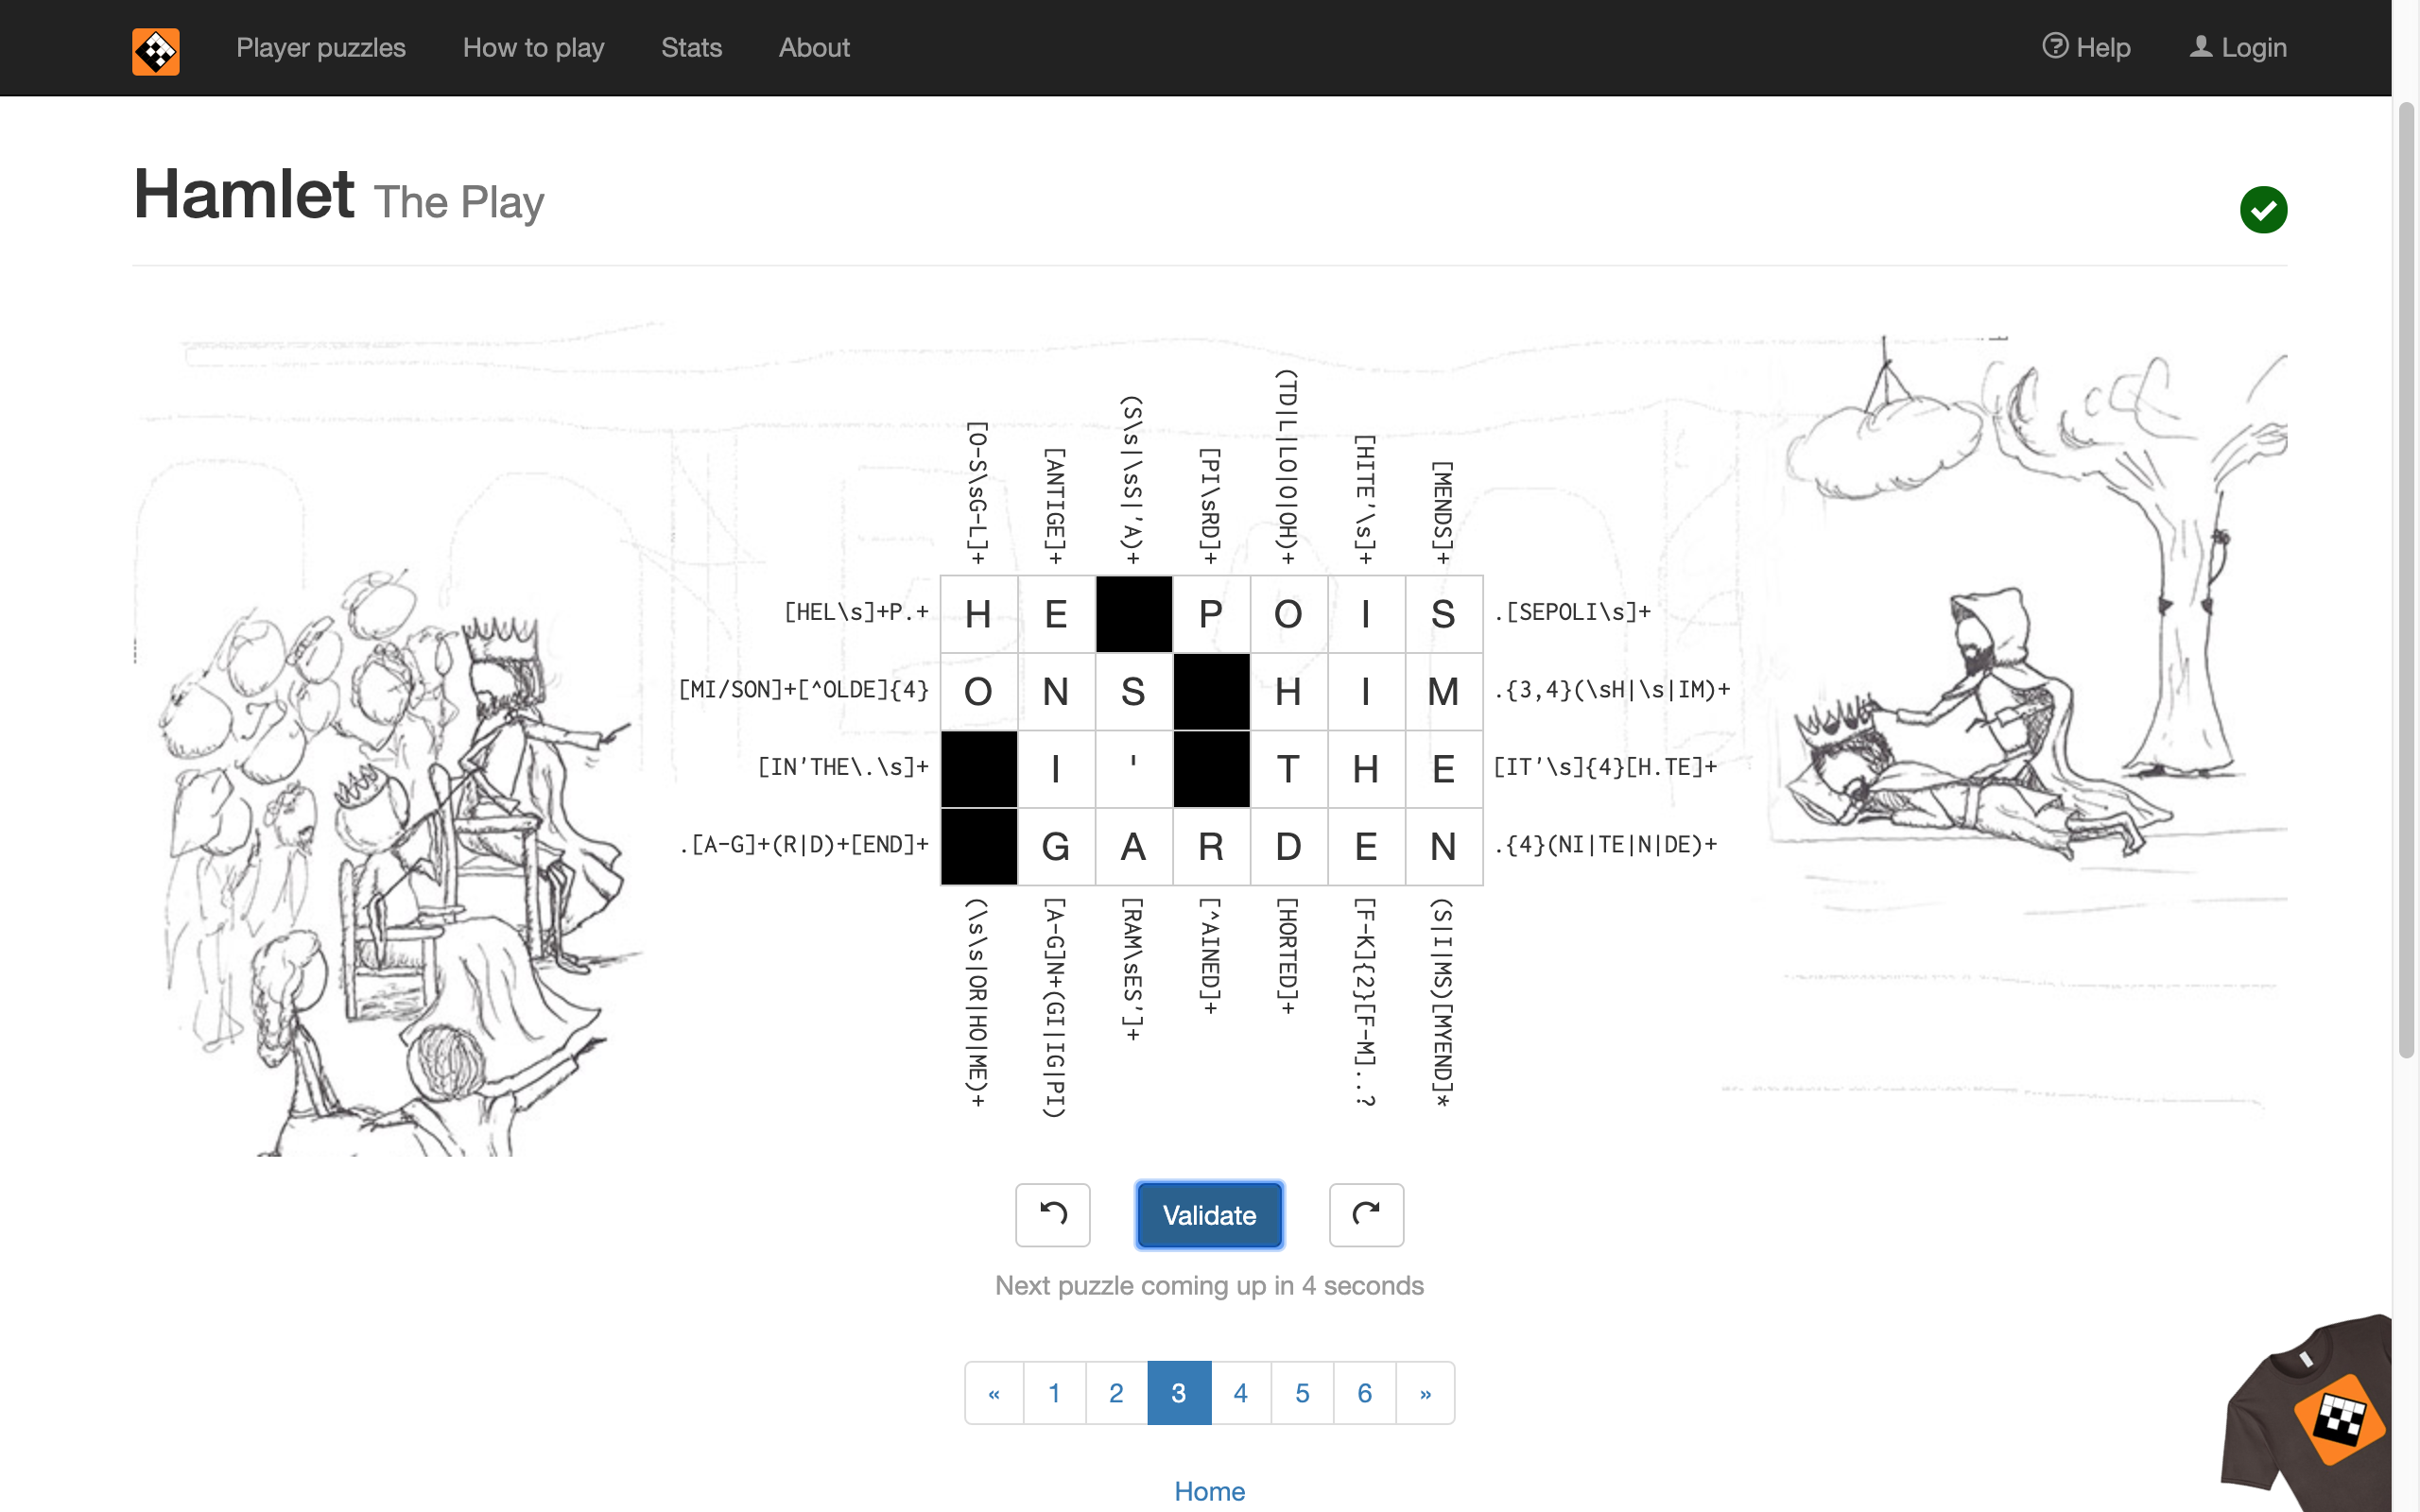 Player puzzles How to play Stats About Help Login
Hamlet The Play
[O-S\sG-L]+ [ANTIGE]+ (S\s|\sS|'A)+ [PI\sRD]+ (TD|L|LO|O|OH)+ [HITE'\s]+ [MENDS]+
[HEL\s]+P.+ H E P O I S .[SEPOLI\s]+
[MI/SON]+[^OLDE]{4} O N S H I M .{3,4}(\sH|\s|IM)+
[IN'THE\.\s]+ I ' T H E [IT'\s]{4}[H.TE]+
.[A-G]+(R|D)+[END]+ G A R D E N .{4}(NI|TE|N|DE)+
(\s\s|OR|HO|ME)+ [A-G]N+(GI|IG|PI) [RAM\sES']+ [^AINED]+ [HORTED]+ [F-K]{2}[F-M]..? (S|I|MS)[MYEND]*
Validate
Next puzzle coming up in 4 seconds
« 1 2 3 4 5 6 »
Home